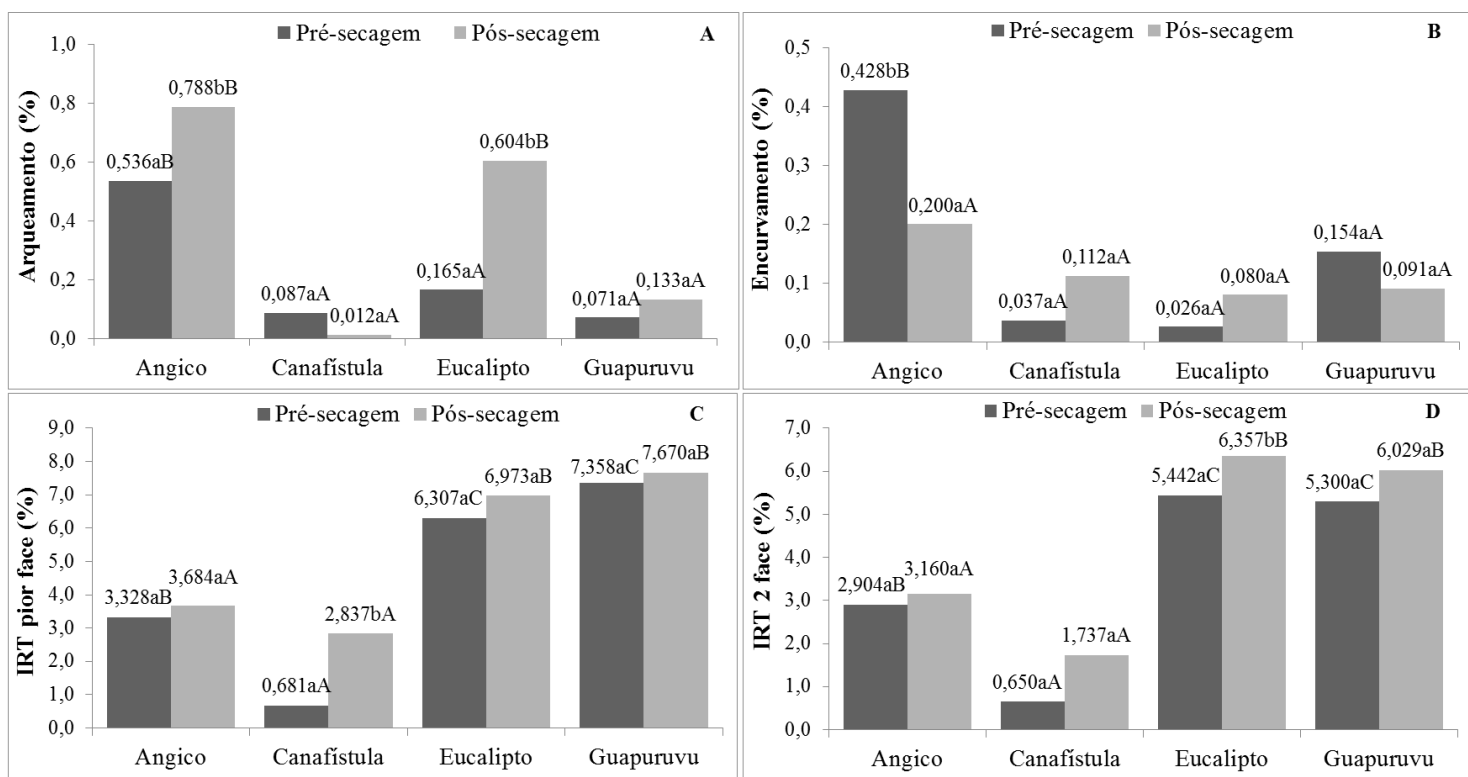 Pré-secagem Pós-secagem A
Arqueamento (%)
1,0
0,8
0,6
0,4
0,2
0,0
0,536aB
0,788bB
0,087aA
0,012aA
0,165aA
0,604bB
0,071aA
0,133aA
Angico Canafístula Eucalipto Guapuruvu
Pré-secagem Pós-secagem B
Encurvamento (%)
0,5
0,4
0,3
0,2
0,1
0,0
0,428bB
0,200aA
0,037aA
0,112aA
0,026aA
0,080aA
0,154aA
0,091aA
Angico Canafístula Eucalipto Guapuruvu
Pré-secagem Pós-secagem C
IRT pior face (%)
9,0
8,0
7,0
6,0
5,0
4,0
3,0
2,0
1,0
0,0
3,328aB
3,684aA
0,681aA
2,837bA
6,307aC
6,973aB
7,358aC
7,670aB
Angico Canafístula Eucalipto Guapuruvu
Pré-secagem Pós-secagem D
IRT 2 face (%)
7,0
6,0
5,0
4,0
3,0
2,0
1,0
0,0
2,904aB
3,160aA
0,650aA
1,737aA
5,442aC
6,357bB
5,300aC
6,029aB
Angico Canafístula Eucalipto Guapuruvu